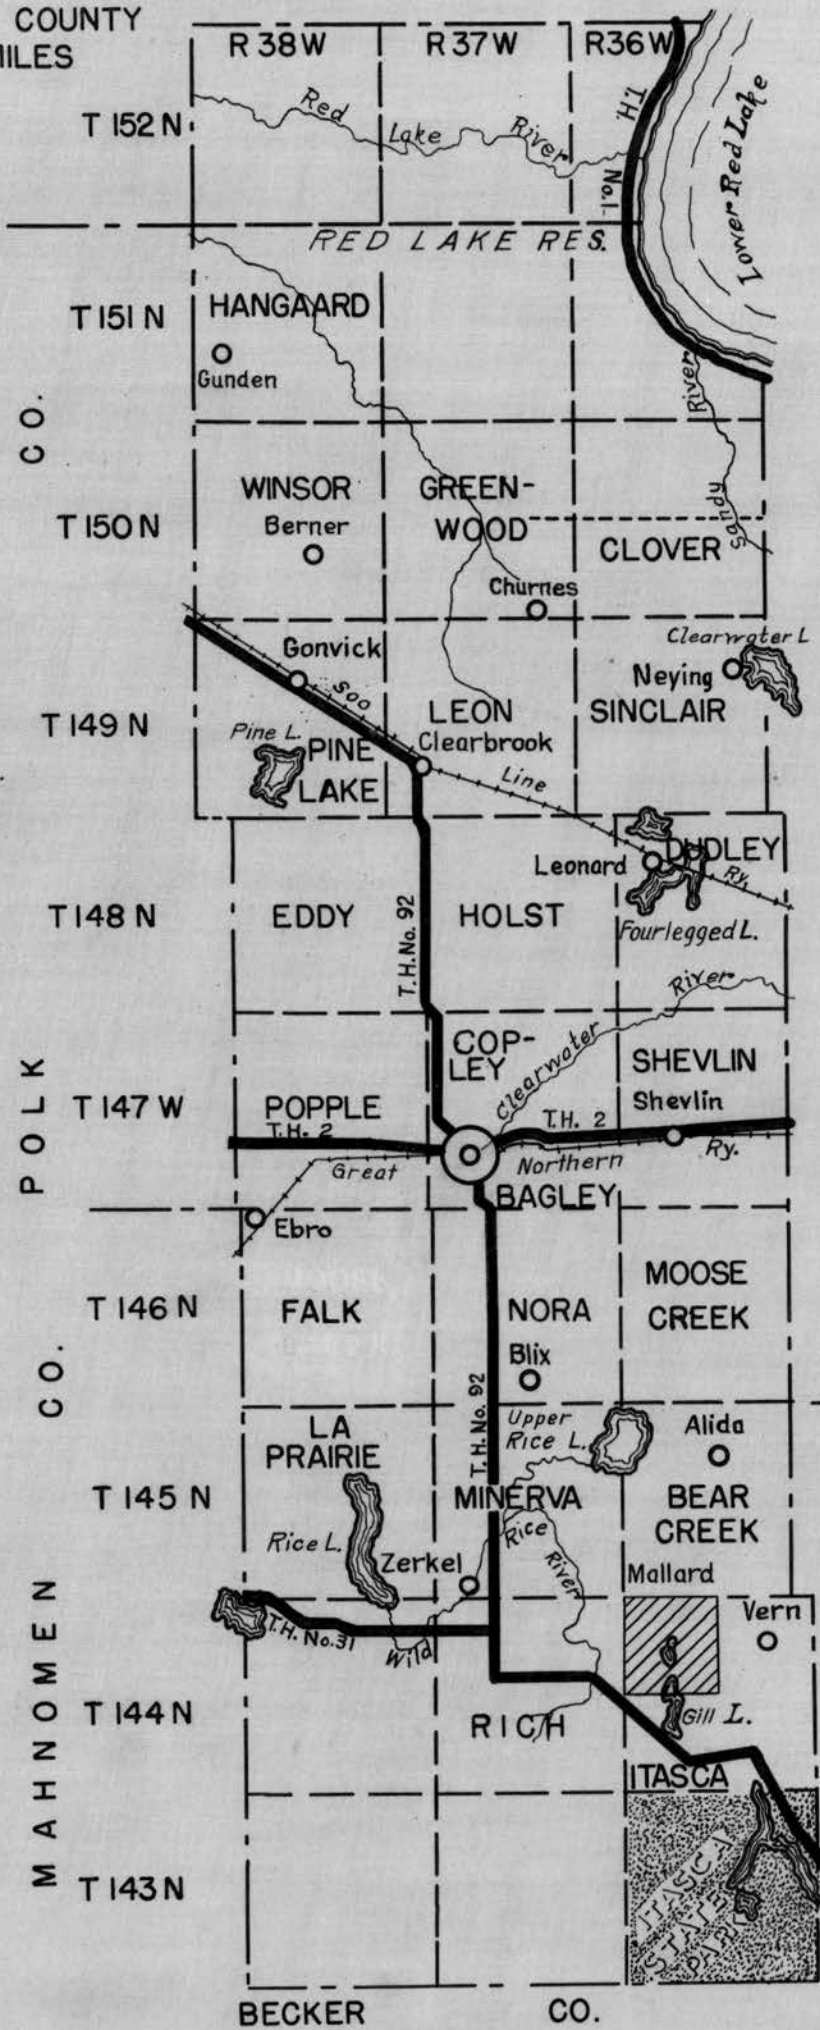 COUNTY
MILES
R 38 W R 37 W R 36 W
T 152 N
Red Lake River
T.H. No. 1
Lower Red Lake
RED LAKE RES.
T 151 N
HANGAARD
Gunden
River
Sandy
CO.
WINSOR
Berner
GREEN-
WOOD
T 150 N
CLOVER
Churnes
Clearwater L
Gonvick
Soo
Neying
SINCLAIR
LEON
Clearbrook
T 149 N
Pine L.
PINE
LAKE
Line
DUDLEY
Leonard
Ry.
T 148 N
EDDY
T.H. No. 92
HOLST
Fourlegged L.
River
Clearwater
COP-
LEY
SHEVLIN
Shevlin
POLK
T 147 W
POPPLE
T.H. 2
T.H. 2
Great
Northern
Ry.
BAGLEY
Ebro
T 146 N
FALK
NORA
MOOSE
CREEK
Blix
CO.
T.H. No. 92
LA
PRAIRIE
Upper
Rice L.
Alida
T 145 N
MINERVA
BEAR
CREEK
Rice L.
Rice
River
Zerkel
Mallard
Vern
T.H. No. 31
Wild
MAHNOMEN
T 144 N
RICH
Gill L.
ITASCA
T 143 N
ITASCA
STATE
PARK
BECKER CO.